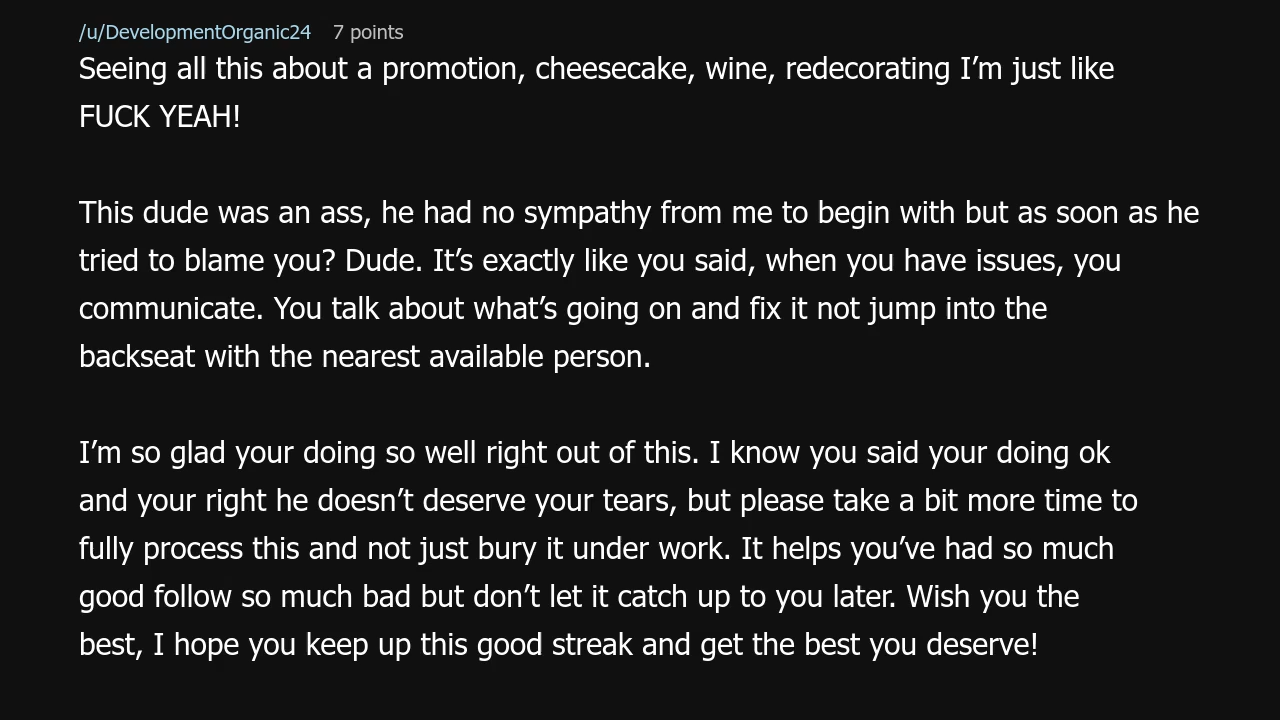 /u/DevelopmentOrganic24 7 points
Seeing all this about a promotion, cheesecake, wine, redecorating I’m just like
FUCK YEAH!
This dude was an ass, he had no sympathy from me to begin with but as soon as he
tried to blame you? Dude. It’s exactly like you said, when you have issues, you
communicate. You talk about what’s going on and fix it not jump into the
backseat with the nearest available person.
I’m so glad your doing so well right out of this. I know you said your doing ok
and your right he doesn’t deserve your tears, but please take a bit more time to
fully process this and not just bury it under work. It helps you’ve had so much
good follow so much bad but don’t let it catch up to you later. Wish you the
best, I hope you keep up this good streak and get the best you deserve!